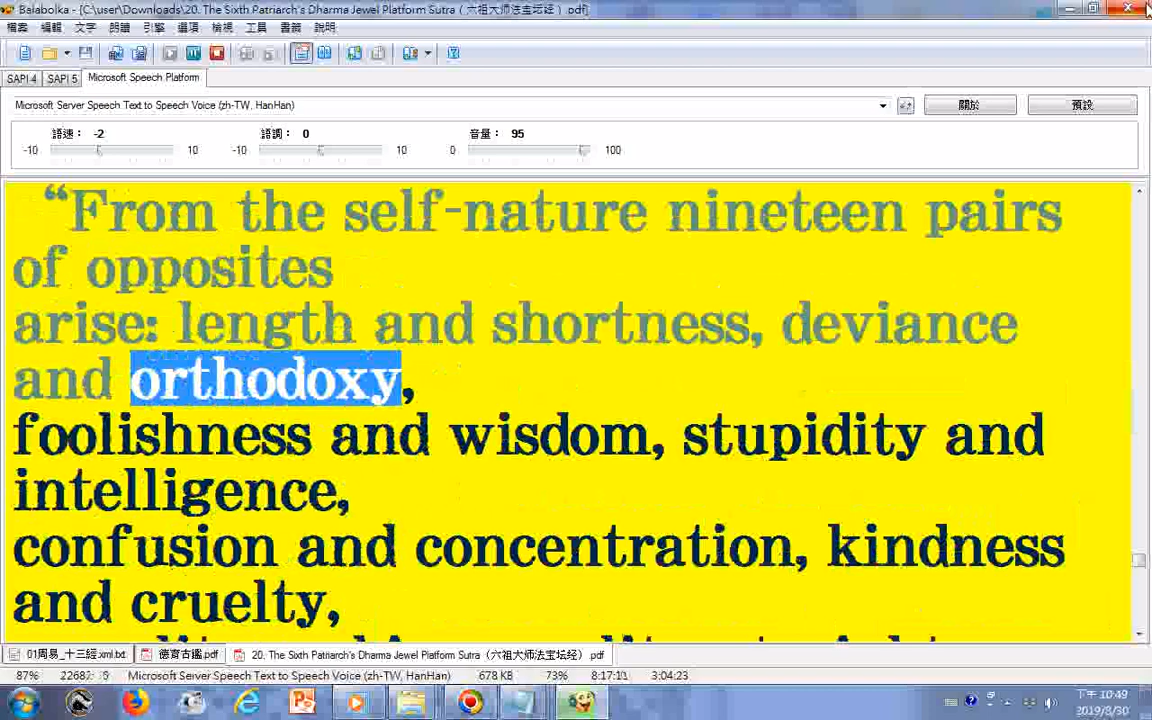 Balabolka - [C:\user\Downloads\20. The Sixth Patriarch's Dharma Jewel Platform Sutra（六祖大师法宝坛经）.pdf]
檔案 編輯 文字 朗讀 引擎 選項 檢視 工具 書籤 說明
SAPI 4 SAPI 5 Microsoft Speech Platform
Microsoft Server Speech Text to Speech Voice (zh-TW, HanHan) 關於 預設
語速： -2 語調： 0 音量： 95
-10 10 -10 10 0 100
“From the self-nature nineteen pairs
of opposites
arise: length and shortness, deviance
and orthodoxy,
foolishness and wisdom, stupidity and
intelligence,
confusion and concentration, kindness
and cruelty,
01周易_十三經.xml.txt 德育古鑑.pdf 20. The Sixth Patriarch's Dharma Jewel Platform Sutra（六祖大师法宝坛经）.pdf
87% Microsoft Server Speech Text to Speech Voice (zh-TW, HanHan) 678 KB 73% 8:17:11 3:04:23
下午 10:49
2019/8/30